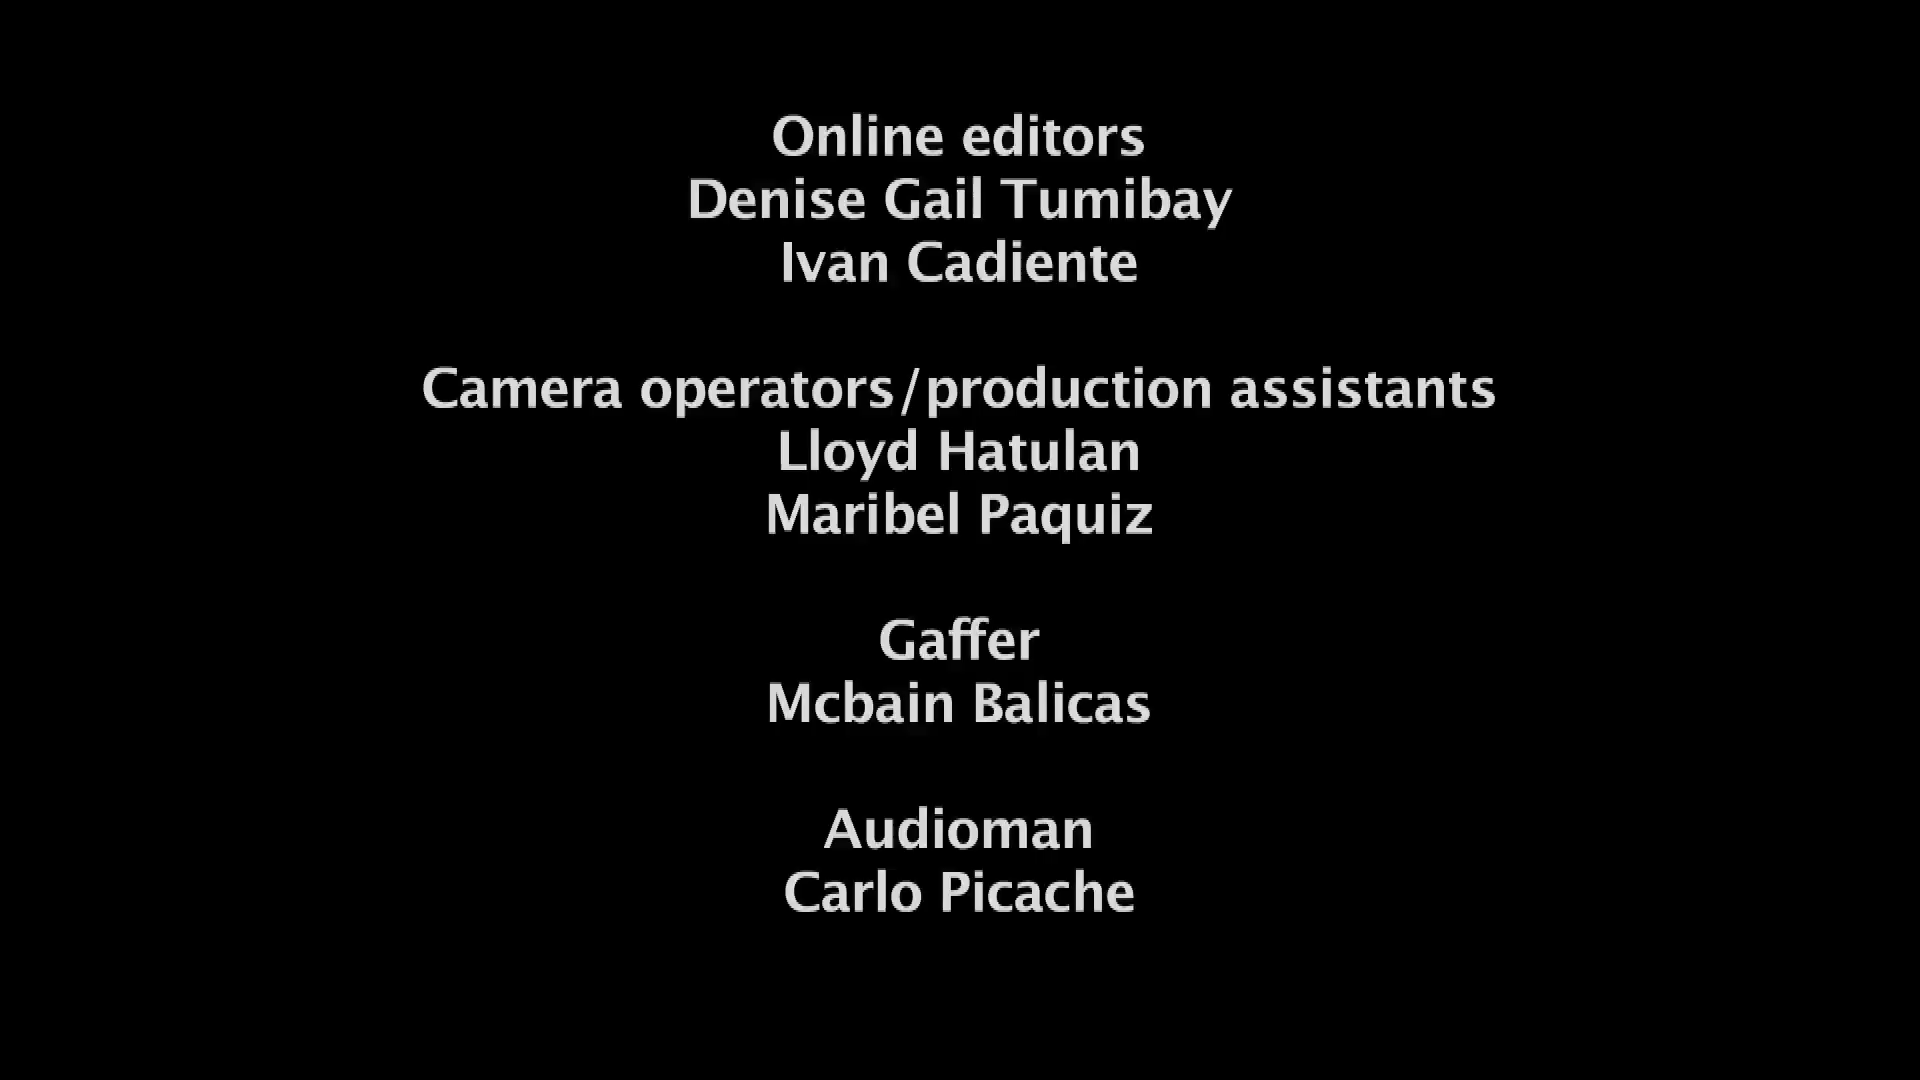 Online editors
Denise Gail Tumibay
Ivan Cadiente
Camera operators/production assistants
Lloyd Hatulan
Maribel Paquiz
Gaffer
Mcbain Balicas
Audioman
Carlo Picache